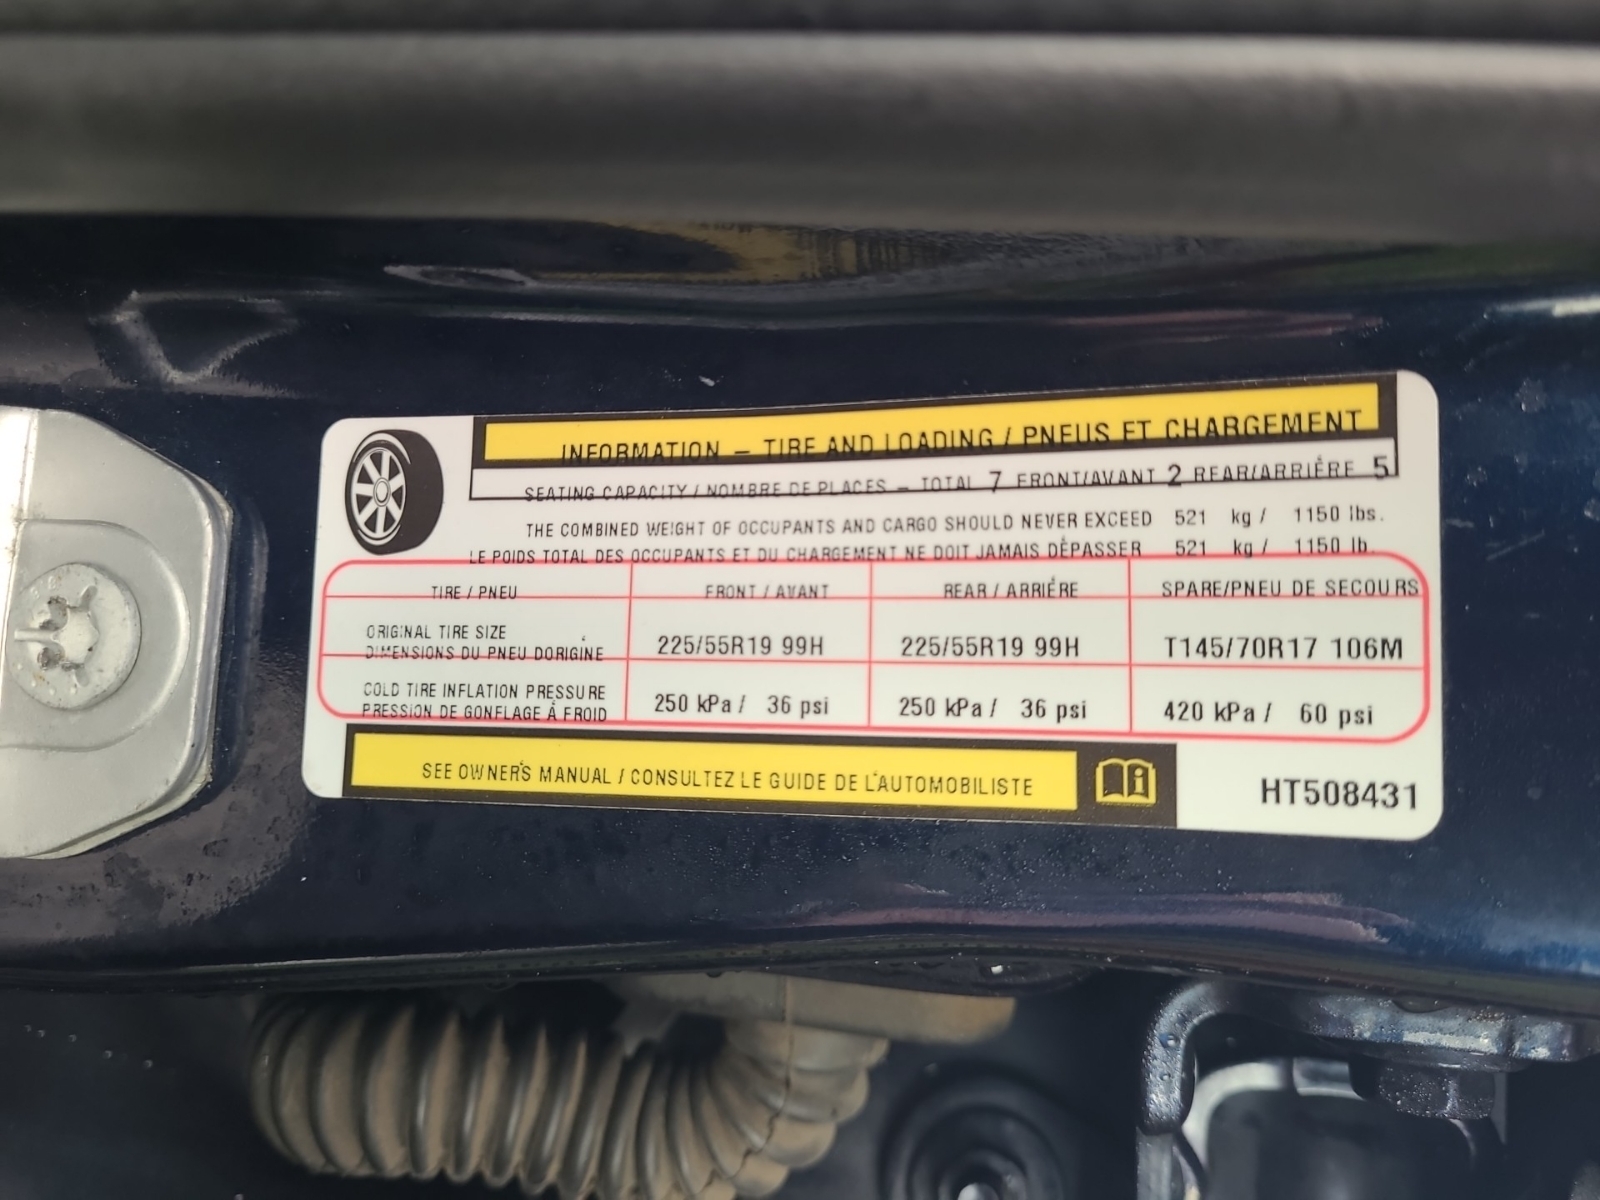 INFORMATION – TIRE AND LOADING / PNEUS ET CHARGEMENT
SEATING CAPACITY / NOMBRE DE PLACES – TOTAL 7 FRONT/AVANT 2 REAR/ARRIÉRE 5
THE COMBINED WEIGHT OF OCCUPANTS AND CARGO SHOULD NEVER EXCEED 521 kg / 1150 lbs.
LE POIDS TOTAL DES OCCUPANTS ET DU CHARGEMENT NE DOIT JAMAIS DÉPASSER 521 kg / 1150 lb.
TIRE / PNEU FRONT / AVANT REAR / ARRIÉRE SPARE/PNEU DE SECOURS
ORIGINAL TIRE SIZE
DIMENSIONS DU PNEU D'ORIGINE 225/55R19 99H 225/55R19 99H T145/70R17 106M
COLD TIRE INFLATION PRESSURE
PRESSION DE GONFLAGE Á FROID 250 kPa / 36 psi 250 kPa / 36 psi 420 kPa / 60 psi
SEE OWNER'S MANUAL / CONSULTEZ LE GUIDE DE L'AUTOMOBILISTE
HT508431